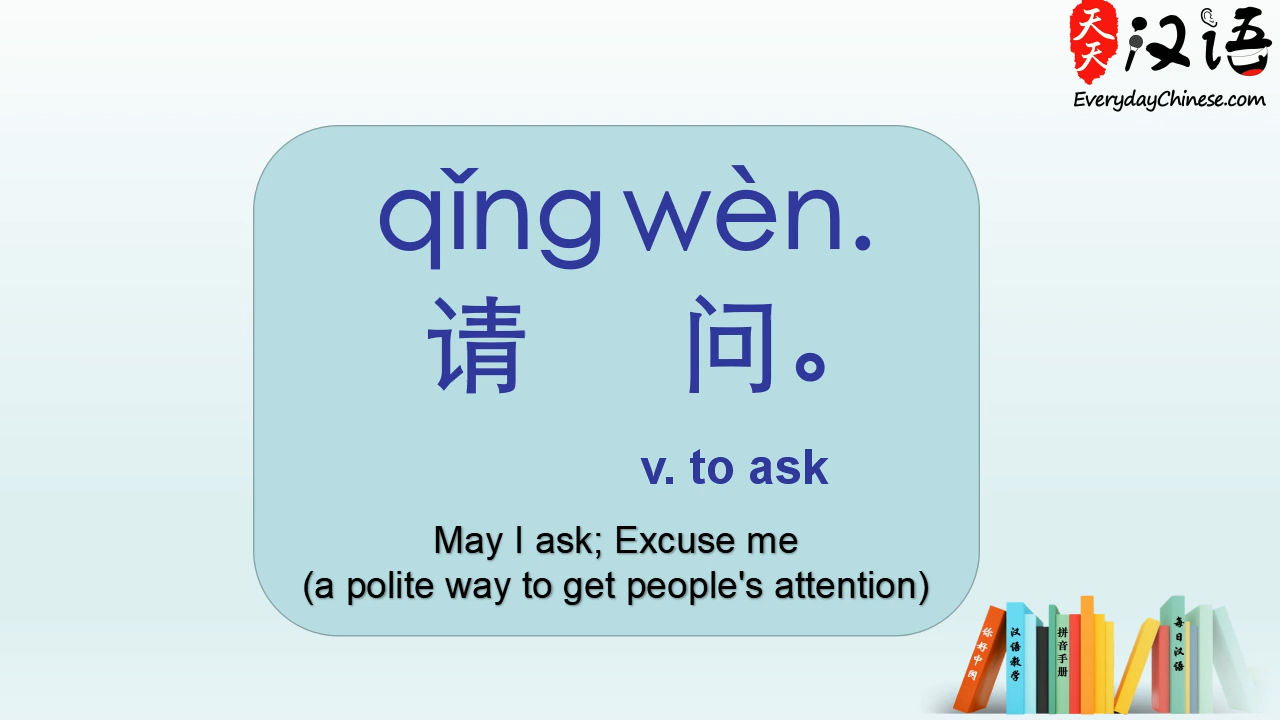 天天
汉语
EverydayChinese.com
qǐng wèn.
请 问。
v. to ask
May I ask; Excuse me
(a polite way to get people's attention)
你好中国
汉语教学
拼音手册
每日汉语